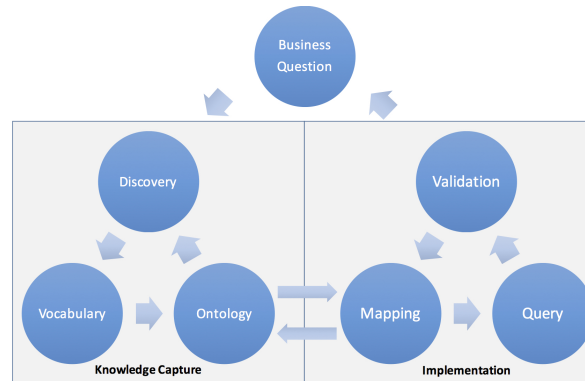 Business
Question
Discovery
Validation
Vocabulary
Ontology
Mapping
Query
Knowledge Capture
Implementation